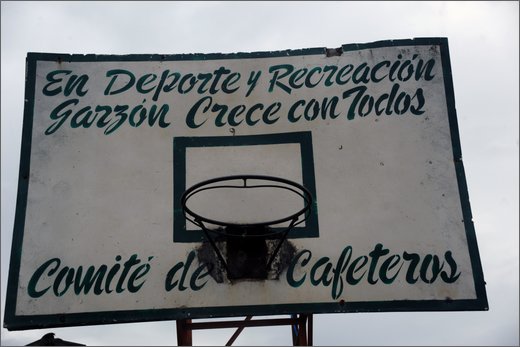 En Deporte y Recreación
Garzón Crece con Todos
Comité de Cafeteros